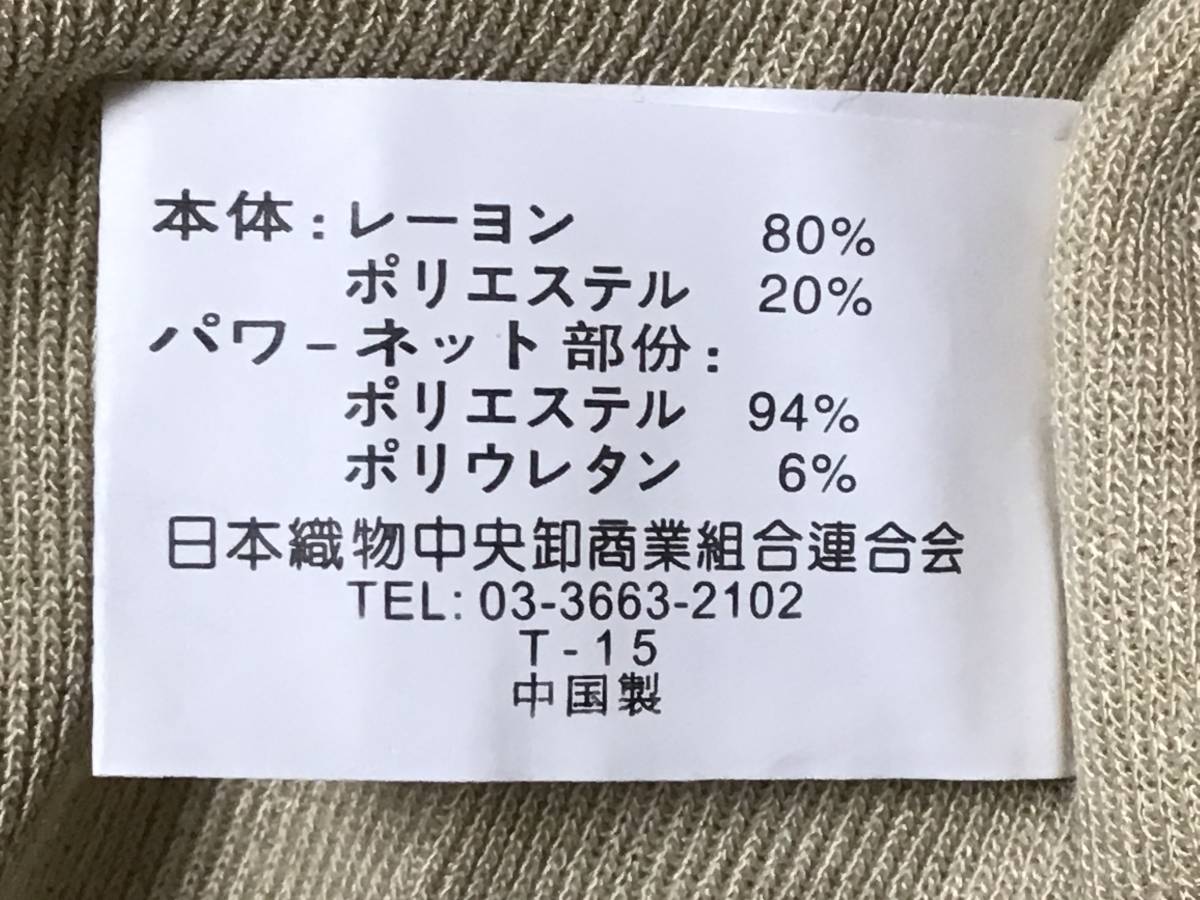 本体:レーヨン 80%
ポリエステル 20%
パワ-ネット部份:
ポリエステル 94%
ポリウレタン 6%
日本織物中央卸商業組合連合会
TEL: 03-3663-2102
T-15
中国製